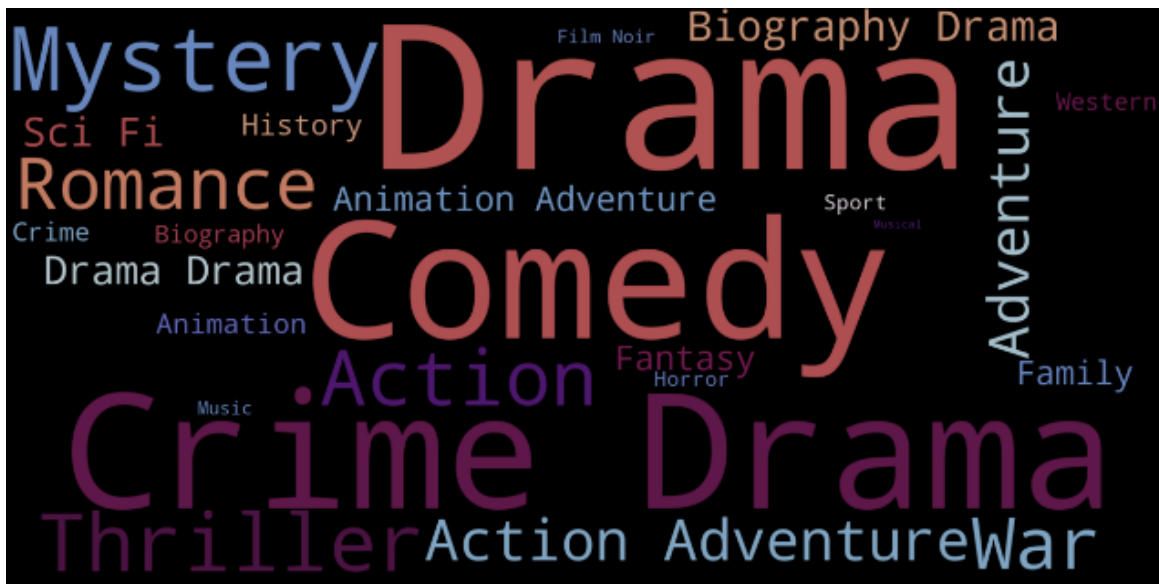 Mystery
Drama
Film Noir
Biography Drama
Sci Fi
History
Adventure
Western
Romance
Animation Adventure
Sport
Musical
Crime
Biography
Drama Drama
Comedy
Animation
Action
Fantasy
Horror
Family
Music
Crime Drama
Thriller
Action Adventure
War